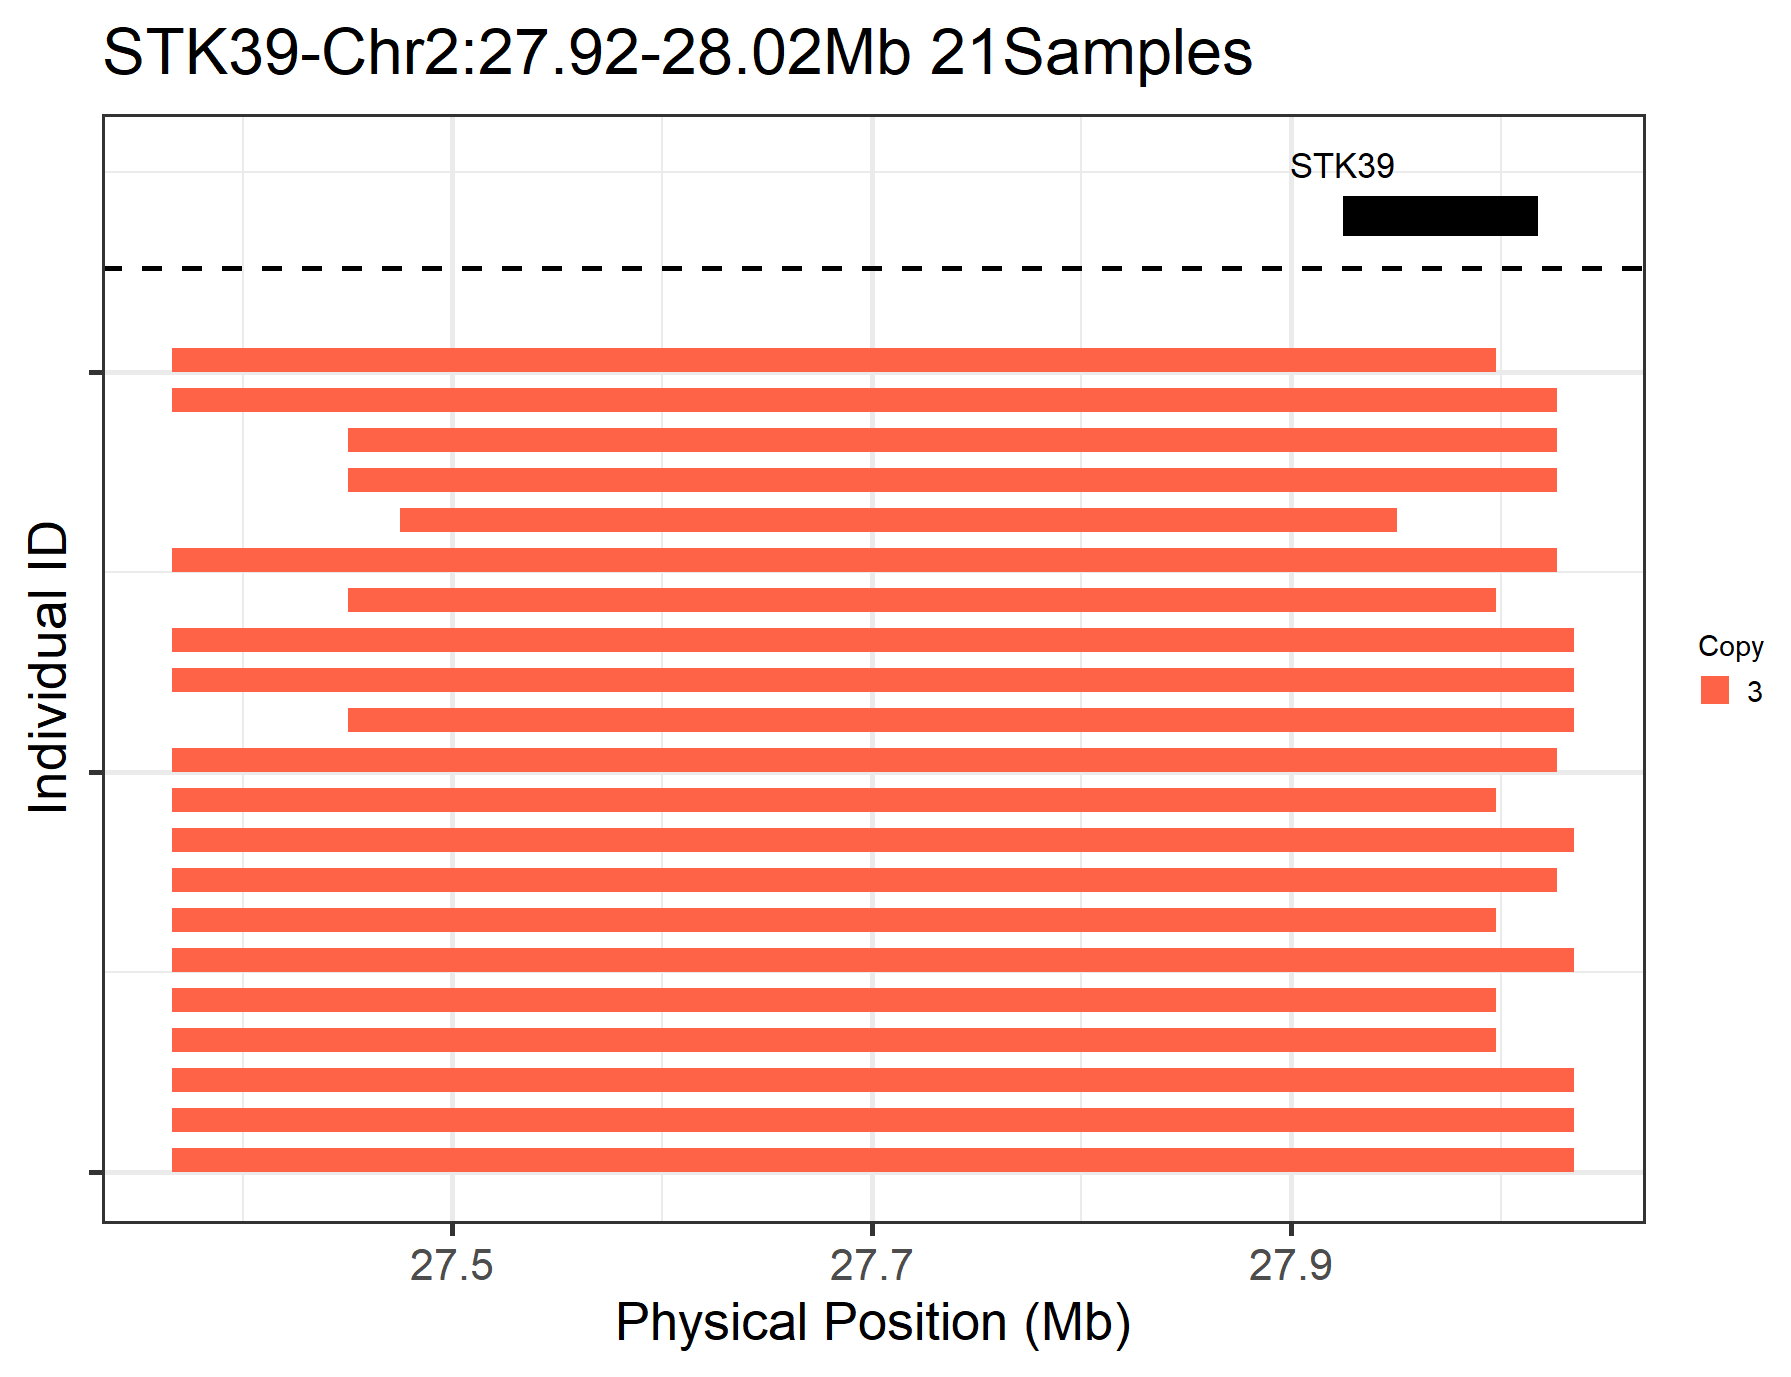 STK39-Chr2:27.92-28.02Mb 21Samples
STK39
Individual ID
Copy
3
27.5 27.7 27.9
Physical Position (Mb)